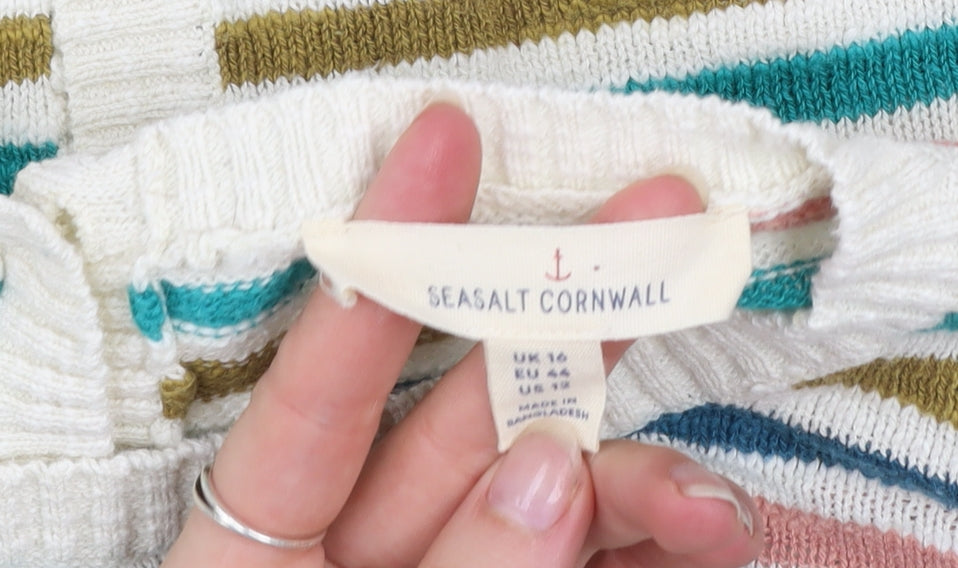 SEASALT CORNWALL
UK 16
EU 44
US 12
MADE IN
BANGLADESH